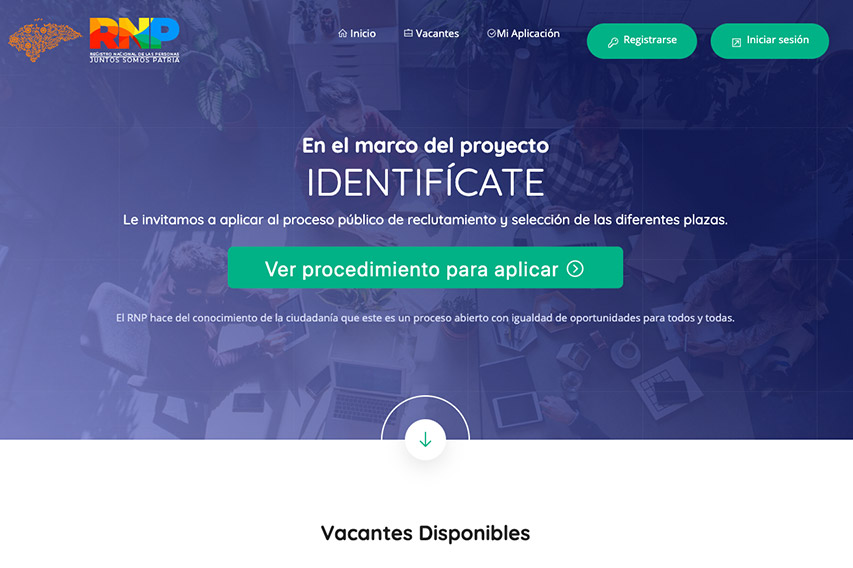 RNP
REGISTRO NACIONAL DE LAS PERSONAS
JUNTOS SOMOS PATRIA
Inicio
Vacantes
Mi Aplicación
Registrarse
Iniciar sesión
En el marco del proyecto
IDENTIFÍCATE
Le invitamos a aplicar al proceso público de reclutamiento y selección de las diferentes plazas.
Ver procedimiento para aplicar
El RNP hace del conocimiento de la ciudadanía que este es un proceso abierto con igualdad de oportunidades para todos y todas.
Vacantes Disponibles